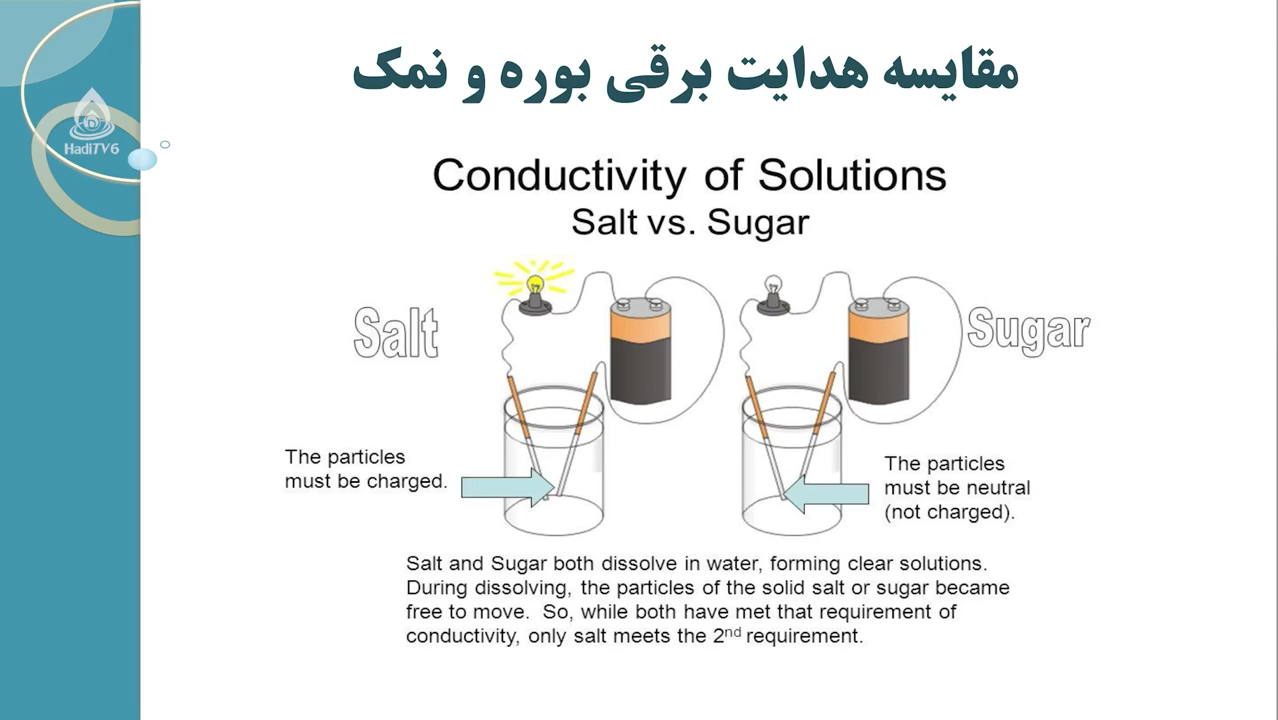 مقایسه هدایت برقی بوره و نمک
HadiTV6
Conductivity of Solutions
Salt vs. Sugar
Salt
Sugar
The particles
must be charged.
The particles
must be neutral
(not charged).
Salt and Sugar both dissolve in water, forming clear solutions.
During dissolving, the particles of the solid salt or sugar became
free to move.  So, while both have met that requirement of
conductivity, only salt meets the 2nd requirement.